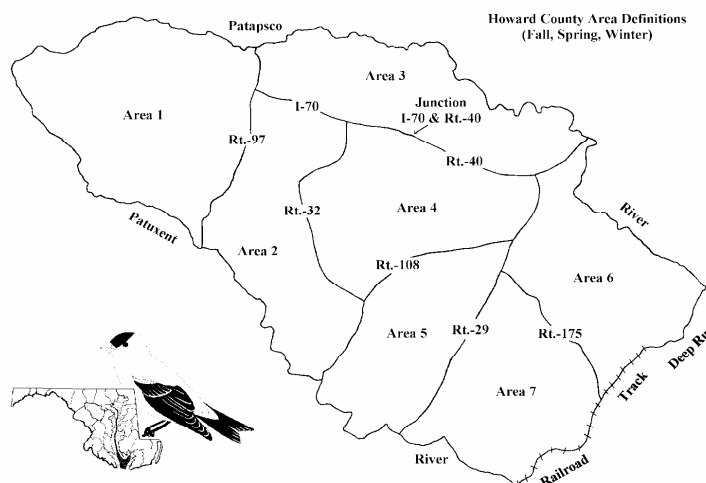 Howard County Area Definitions
(Fall, Spring, Winter)
Patapsco
Area 3
Junction
I-70 & Rt.-40
I-70
Area 1
Rt.-97
Rt.-40
River
Rt.-32
Area 4
Patuxent
Area 2
Rt.-108
Area 6
Area 5
Rt.-29
Rt.-175
Deep Ru
Track
Area 7
River
Railroad